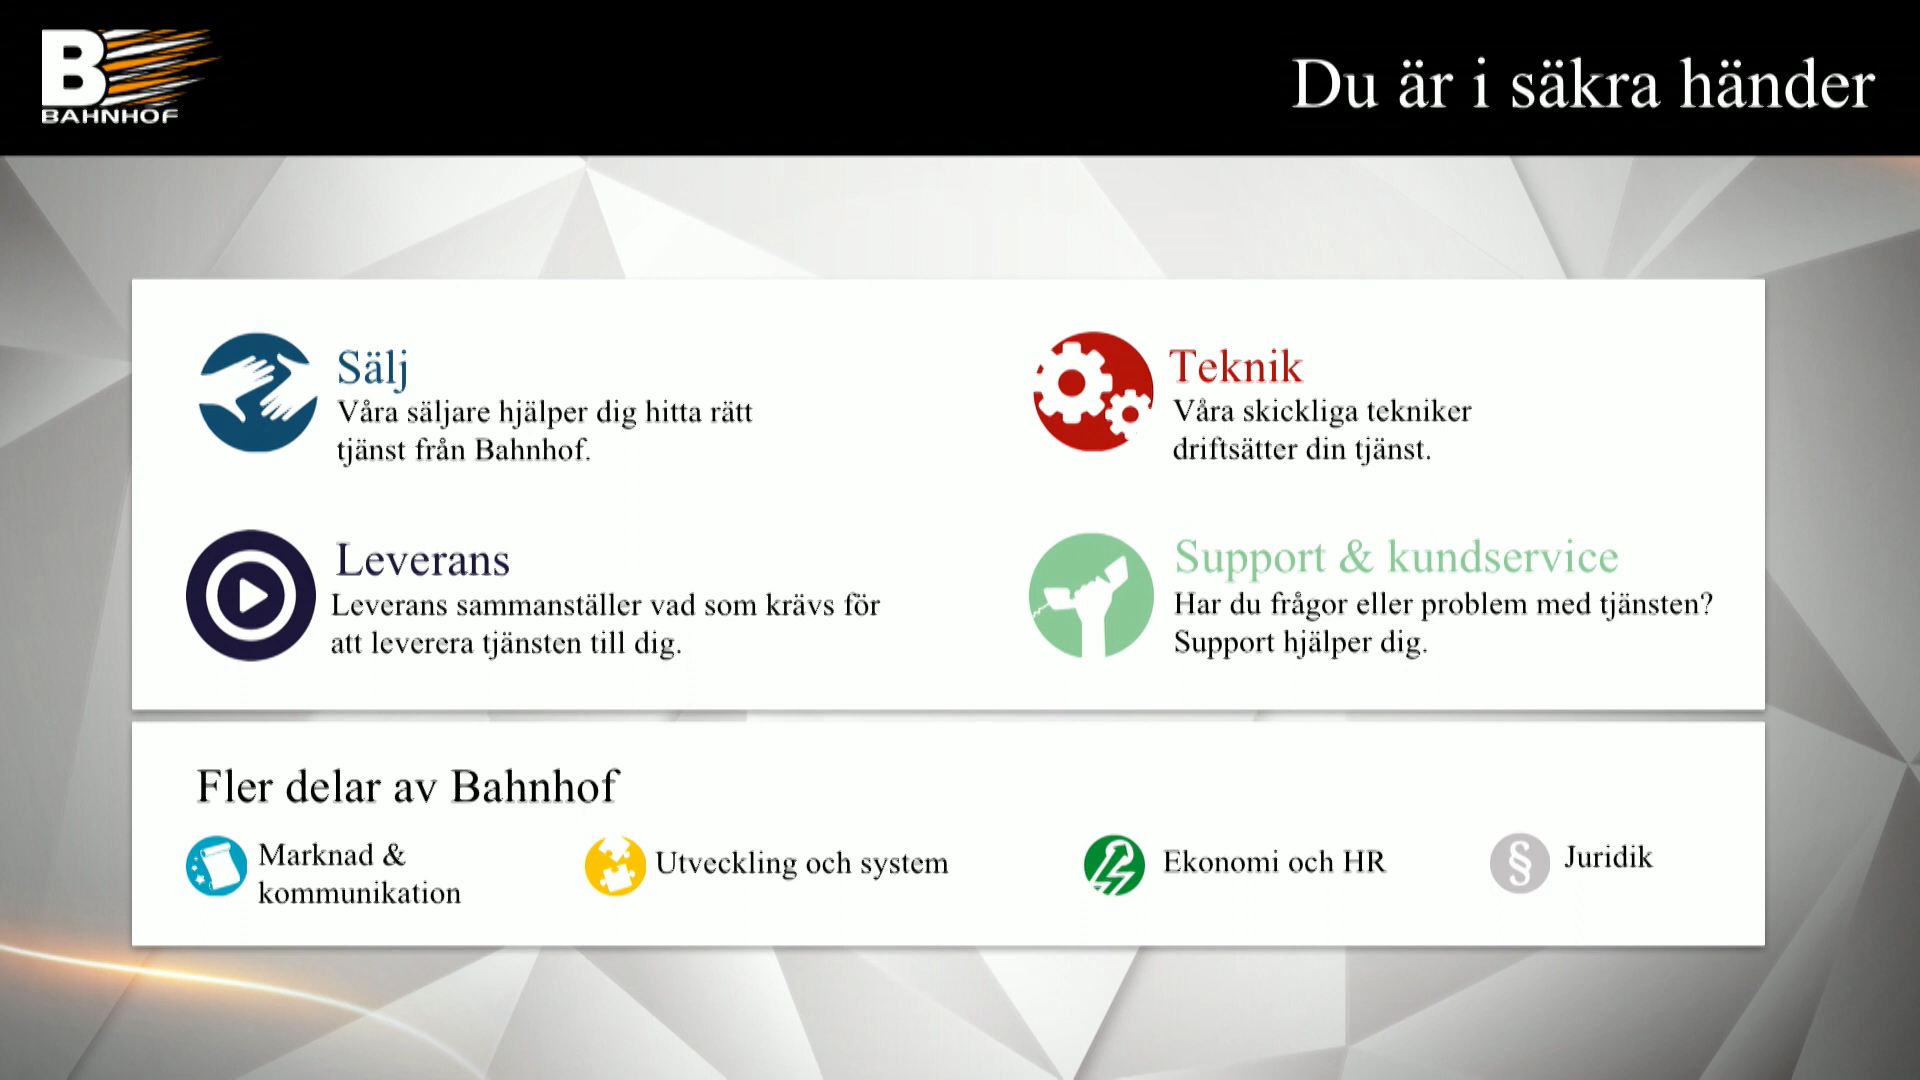 B
BAHNHOF
Du är i säkra händer
Sälj
Våra säljare hjälper dig hitta rätt
tjänst från Bahnhof.
Teknik
Våra skickliga tekniker
driftsätter din tjänst.
Leverans
Leverans sammanställer vad som krävs för
att leverera tjänsten till dig.
Support & kundservice
Har du frågor eller problem med tjänsten?
Support hjälper dig.
Fler delar av Bahnhof
Marknad &
kommunikation
Utveckling och system
Ekonomi och HR
§
Juridik